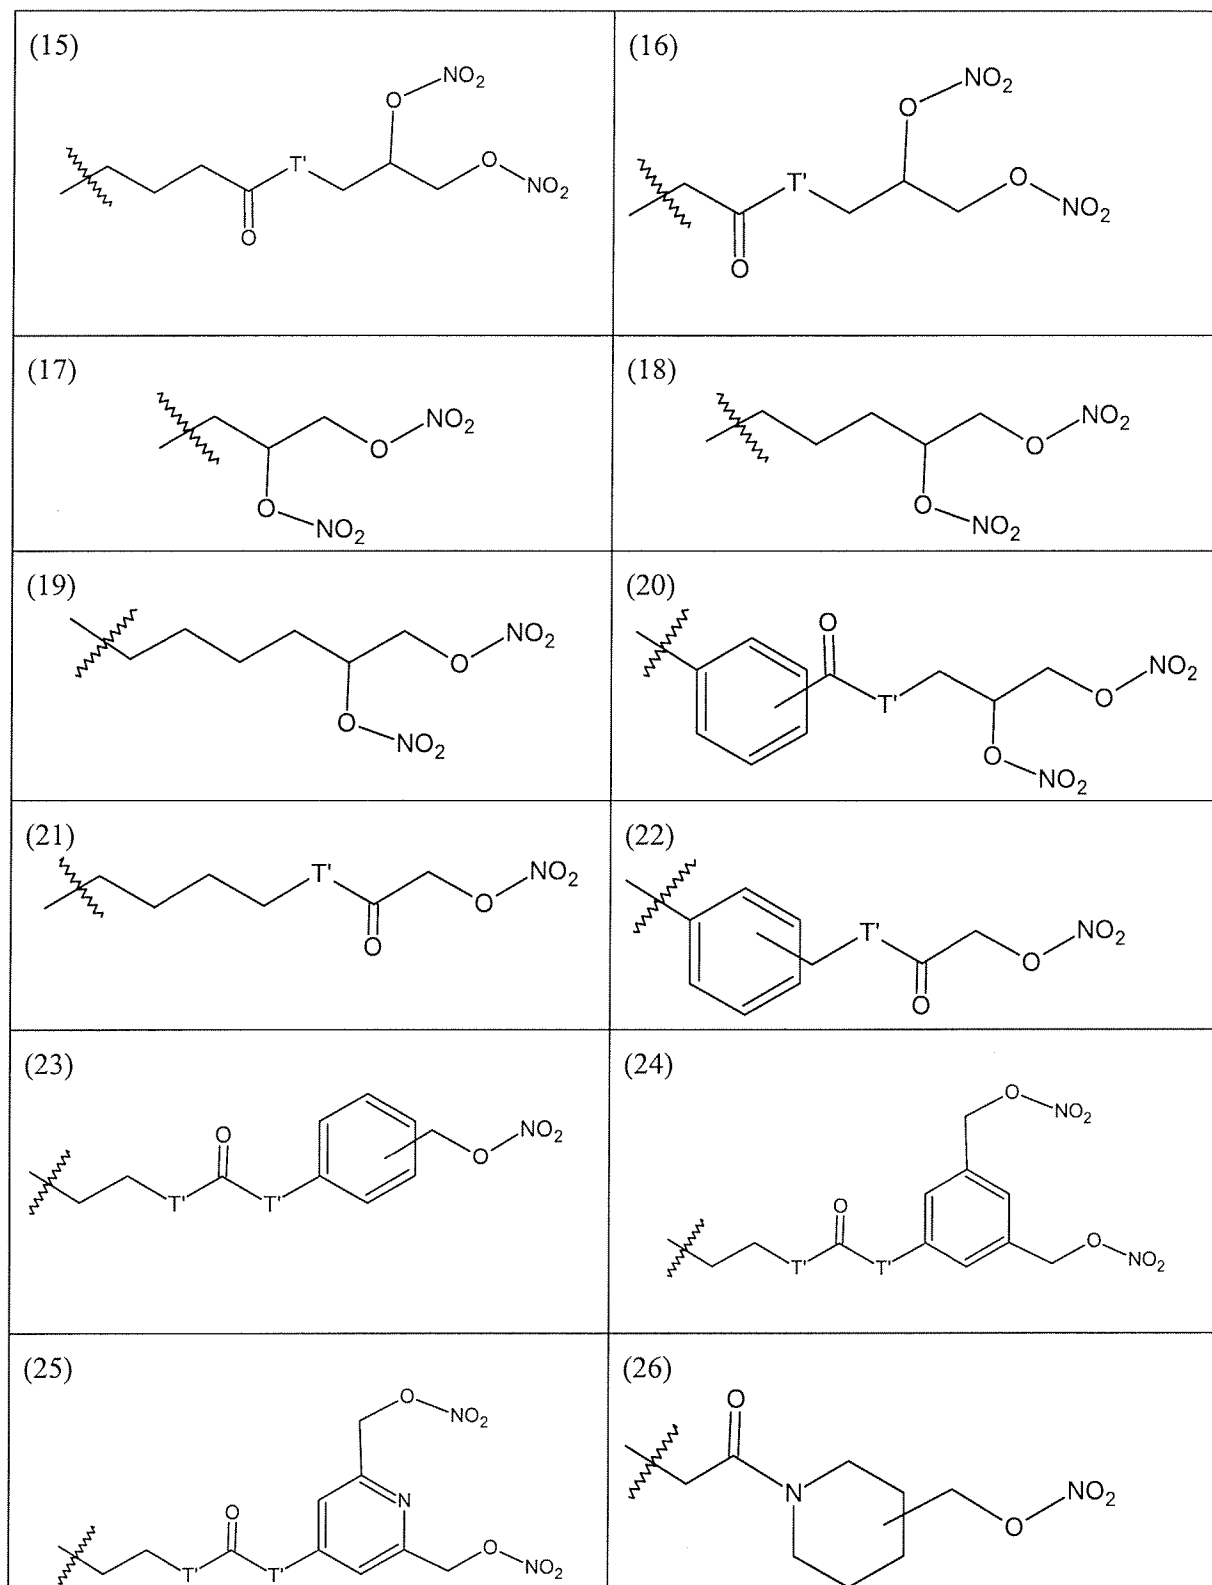 (15)
NO2
O
T'
O
NO2
O
(16)
NO2
O
T'
O
NO2
O
(17)
NO2
O
O
NO2
(18)
NO2
O
O
NO2
(19)
NO2
O
O
NO2
(20)
O
NO2
T'
O
O
NO2
(21)
T'
NO2
O
O
(22)
T'
NO2
O
O
(23)
O
NO2
O
T'
T'
(24)
O
NO2
O
O
T'
T'
NO2
(25)
O
NO2
N
O
O
T'
T'
NO2
(26)
O
N
NO2
O